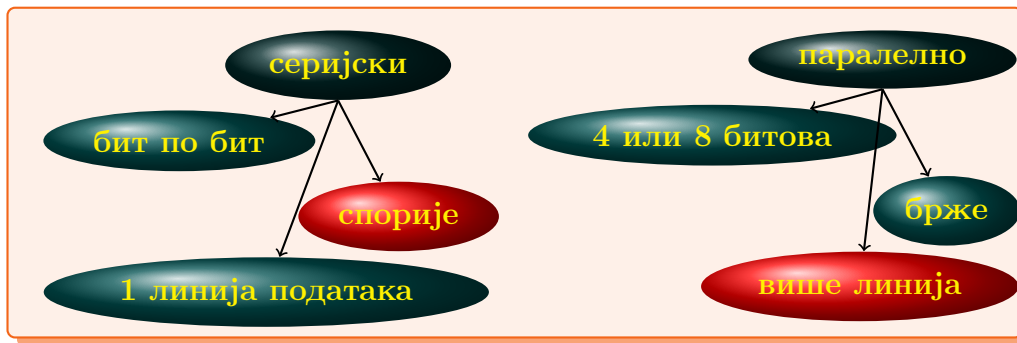 серијски
бит по бит
спорије
1 линија података
паралелно
4 или 8 битова
брже
више линија